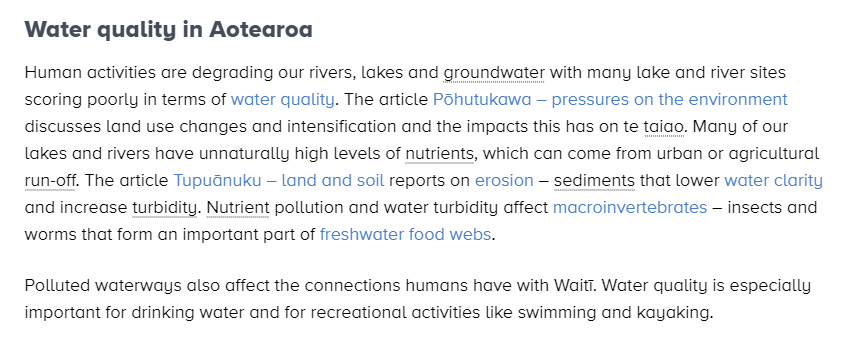 Water quality in Aotearoa
Human activities are degrading our rivers, lakes and groundwater with many lake and river sites
scoring poorly in terms of water quality. The article Pōhutukawa – pressures on the environment
discusses land use changes and intensification and the impacts this has on te taiao. Many of our
lakes and rivers have unnaturally high levels of nutrients, which can come from urban or agricultural
run-off. The article Tupuānuku – land and soil reports on erosion – sediments that lower water clarity
and increase turbidity. Nutrient pollution and water turbidity affect macroinvertebrates – insects and
worms that form an important part of freshwater food webs.
Polluted waterways also affect the connections humans have with Waitī. Water quality is especially
important for drinking water and for recreational activities like swimming and kayaking.